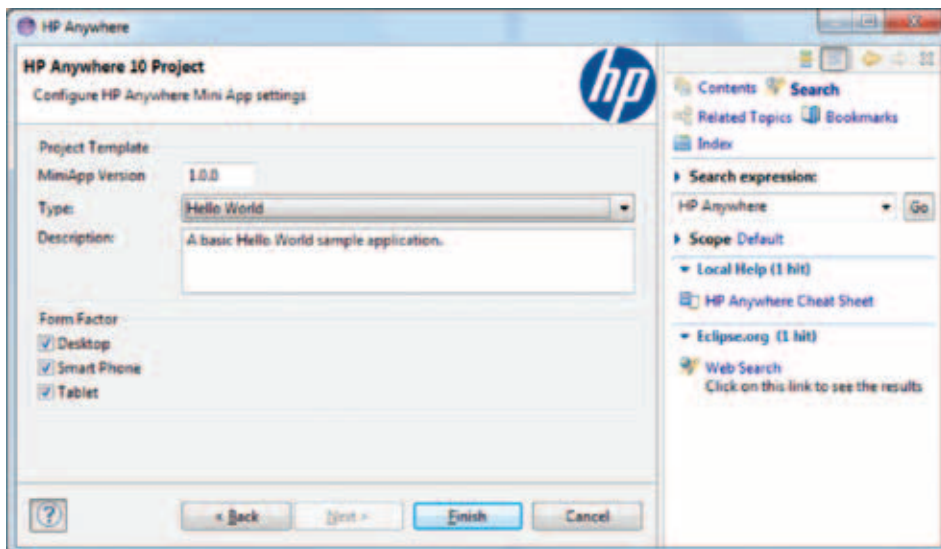 HP Anywhere
HP Anywhere 10 Project
Configure HP Anywhere Mini App settings
hp
Project Template
MiniApp Version 1.0.0
Type: Hello World
Description: A basic Hello World sample application.
Form Factor
Desktop
Smart Phone
Tablet
?
< Back Next > Finish Cancel
Contents Search
Related Topics Bookmarks
Index
Search expression:
HP Anywhere Go
Scope Default
Local Help (1 hit)
HP Anywhere Cheat Sheet
Eclipse.org (1 hit)
Web Search
Click on this link to see the results